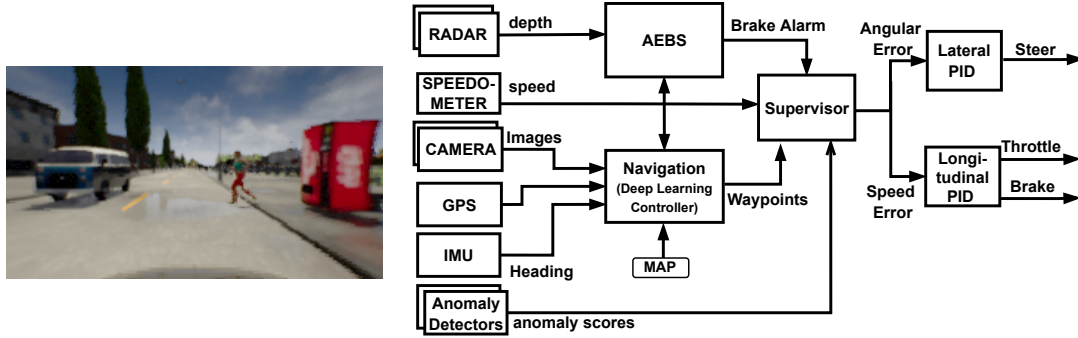 RADAR
depth
AEBS
Brake Alarm
Angular
Error
Lateral
PID
Steer
SPEEDO-
METER
speed
Supervisor
CAMERA
Images
Navigation
(Deep Learning
Controller)
Waypoints
Speed
Error
Longi-
tudinal
PID
Throttle
Brake
GPS
IMU
Heading
MAP
Anomaly
Detectors
anomaly scores